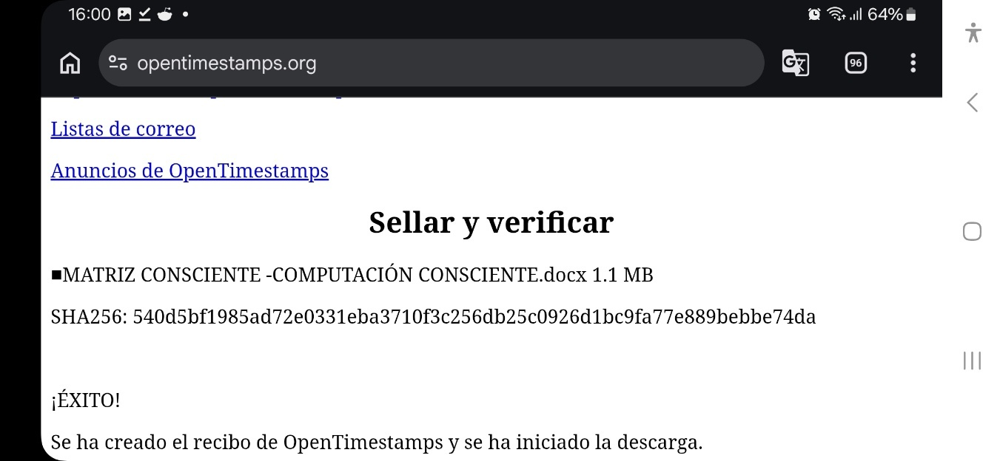 16:00 64%
opentimestamps.org 96
Listas de correo
Anuncios de OpenTimestamps
Sellar y verificar
■MATRIZ CONSCIENTE -COMPUTACIÓN CONSCIENTE.docx 1.1 MB
SHA256: 540d5bf1985ad72e0331eba3710f3c256db25c0926d1bc9fa77e889bebbe74da
¡ÉXITO!
Se ha creado el recibo de OpenTimestamps y se ha iniciado la descarga.